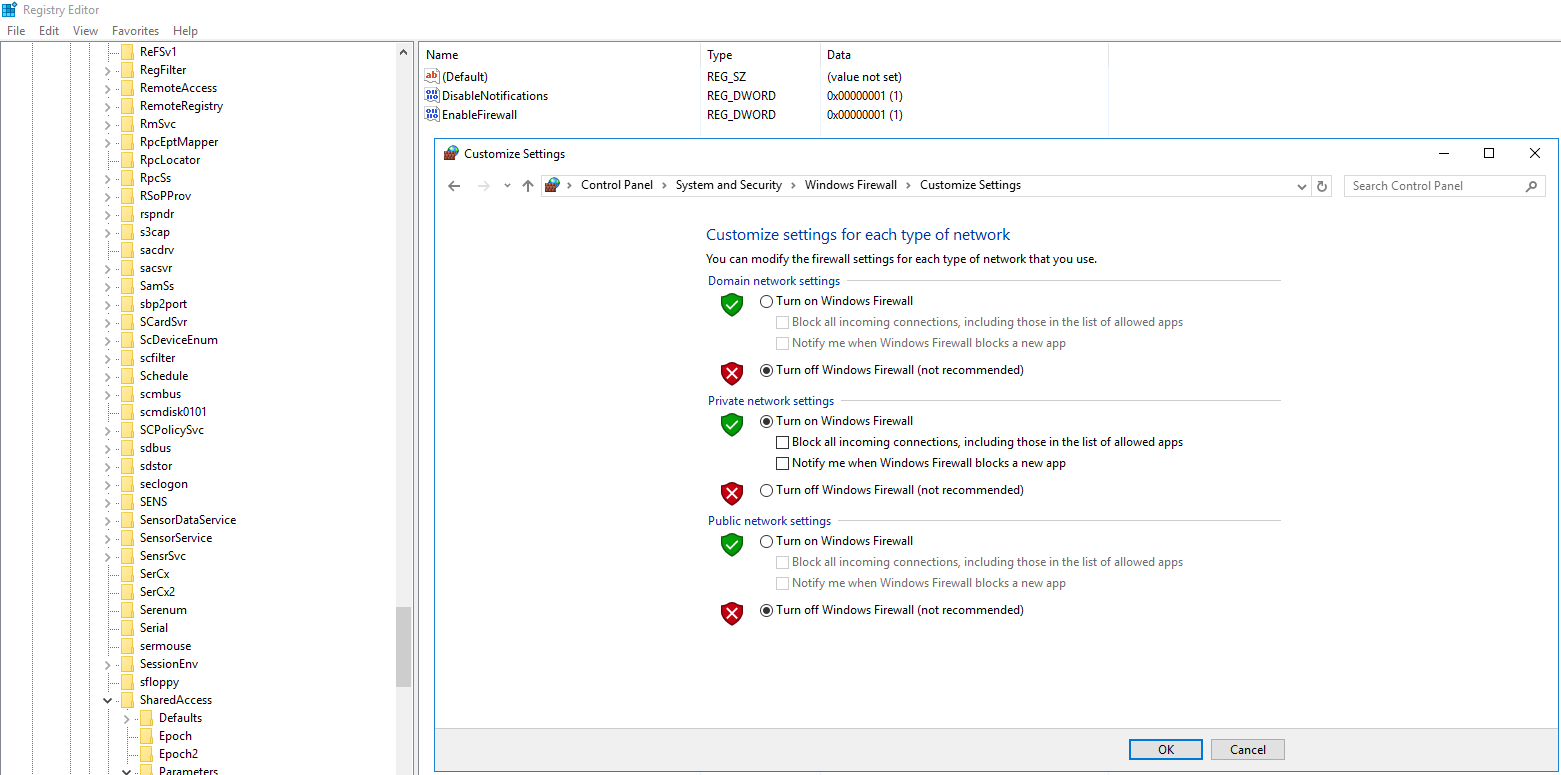 Registry Editor
File Edit View Favorites Help
ReFSv1
RegFilter
RemoteAccess
RemoteRegistry
RmSvc
RpcEptMapper
RpcLocator
RpcSs
RSoPProv
rspndr
s3cap
sacdrv
sacsvr
SamSs
sbp2port
SCardSvr
ScDeviceEnum
scfilter
Schedule
scmbus
scmdisk0101
SCPolicySvc
sdbus
sdstor
seclogon
SENS
SensorDataService
SensorService
SensrSvc
SerCx
SerCx2
Serenum
Serial
sermouse
SessionEnv
sfloppy
SharedAccess
Defaults
Epoch
Epoch2
Parameters
Name Type Data
ab (Default) REG_SZ (value not set)
DisableNotifications REG_DWORD 0x00000001 (1)
EnableFirewall REG_DWORD 0x00000001 (1)
Customize Settings
Control Panel > System and Security > Windows Firewall > Customize Settings
Search Control Panel
Customize settings for each type of network
You can modify the firewall settings for each type of network that you use.
Domain network settings
Turn on Windows Firewall
Block all incoming connections, including those in the list of allowed apps
Notify me when Windows Firewall blocks a new app
Turn off Windows Firewall (not recommended)
Private network settings
Turn on Windows Firewall
Block all incoming connections, including those in the list of allowed apps
Notify me when Windows Firewall blocks a new app
Turn off Windows Firewall (not recommended)
Public network settings
Turn on Windows Firewall
Block all incoming connections, including those in the list of allowed apps
Notify me when Windows Firewall blocks a new app
Turn off Windows Firewall (not recommended)
OK Cancel